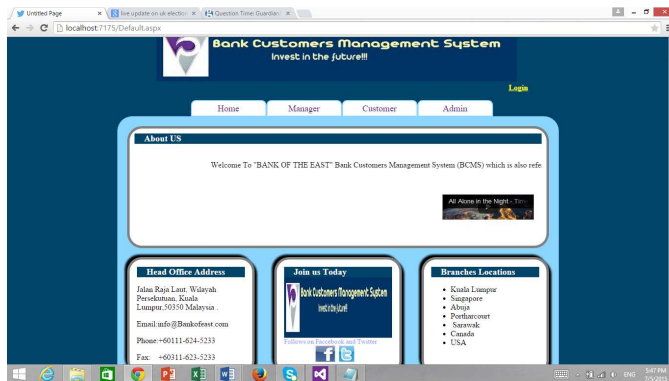 Untitled Page
live update on uk election
Question Time: Guardian
localhost:7175/Default.aspx
Bank Customers Management System
Invest in the future!!!
Login
Home Manager Customer Admin
About US
Welcome To "BANK OF THE EAST" Bank Customers Management System (BCMS) which is also refe
All Alone in the Night - Time
Head Office Address
Jalan Raja Laut, Wilayah
Persekutuan, Kuala
Lumpur,50350 Malaysia .
Email:info@Bankofeast.com
Phone:+60111-624-5233
Fax: +60311-623-5233
Join us Today
Bank Customers Management System
Invest in the future!!
Follows on Facebook and Twitter
Branches Locations
Kuala Lumpur
Singapore
Abuja
Portharcourt
Sarawak
Canada
USA
ENG
5:47 PM